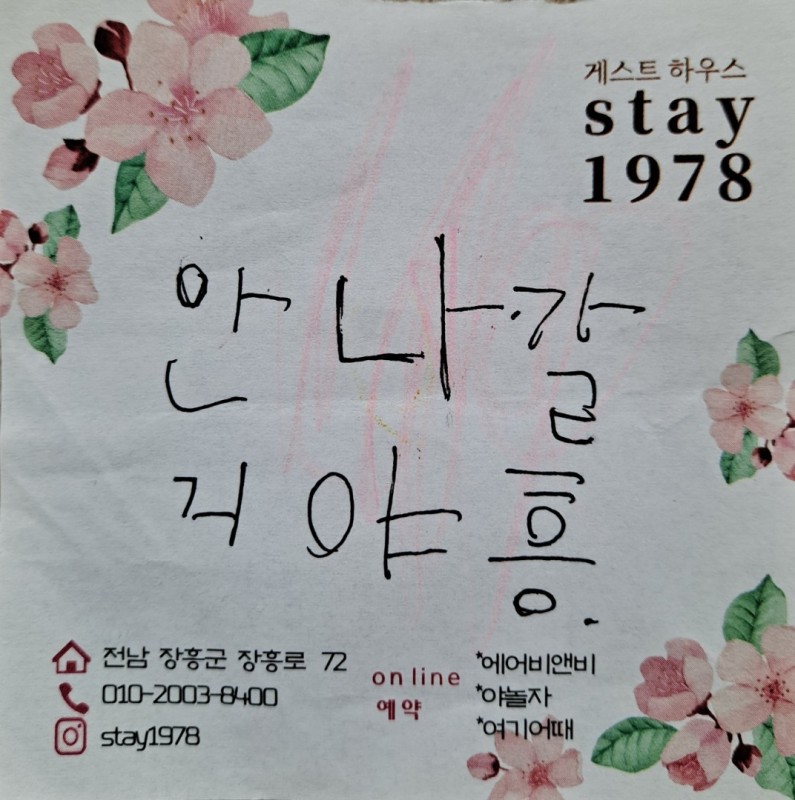 게스트 하우스
stay
1978
안 나갈
거야 흥.
전남 장흥군 장흥로 72
010-2003-8400
stay1978
online
예약
*에어비앤비
*야놀자
*여기어때